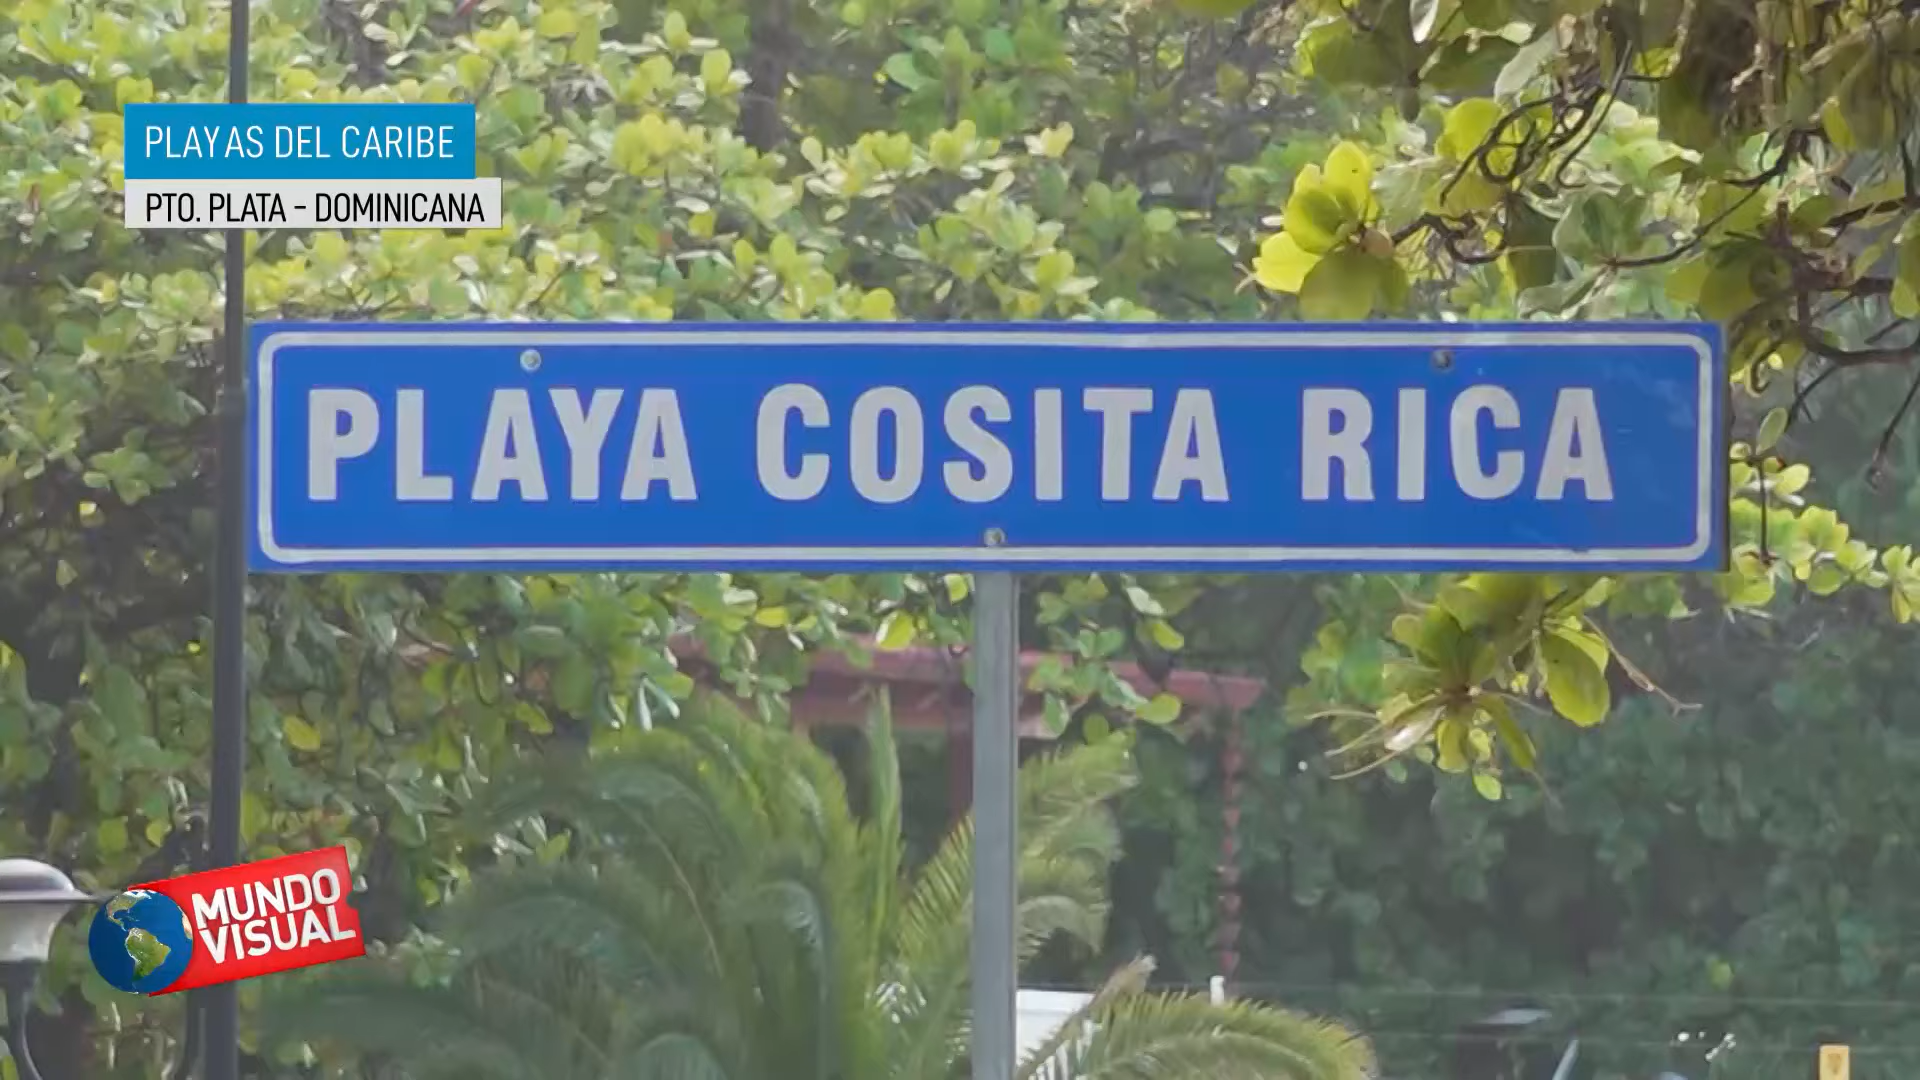 PLAYAS DEL CARIBE
PTO. PLATA - DOMINICANA
PLAYA COSITA RICA
MUNDO
VISUAL